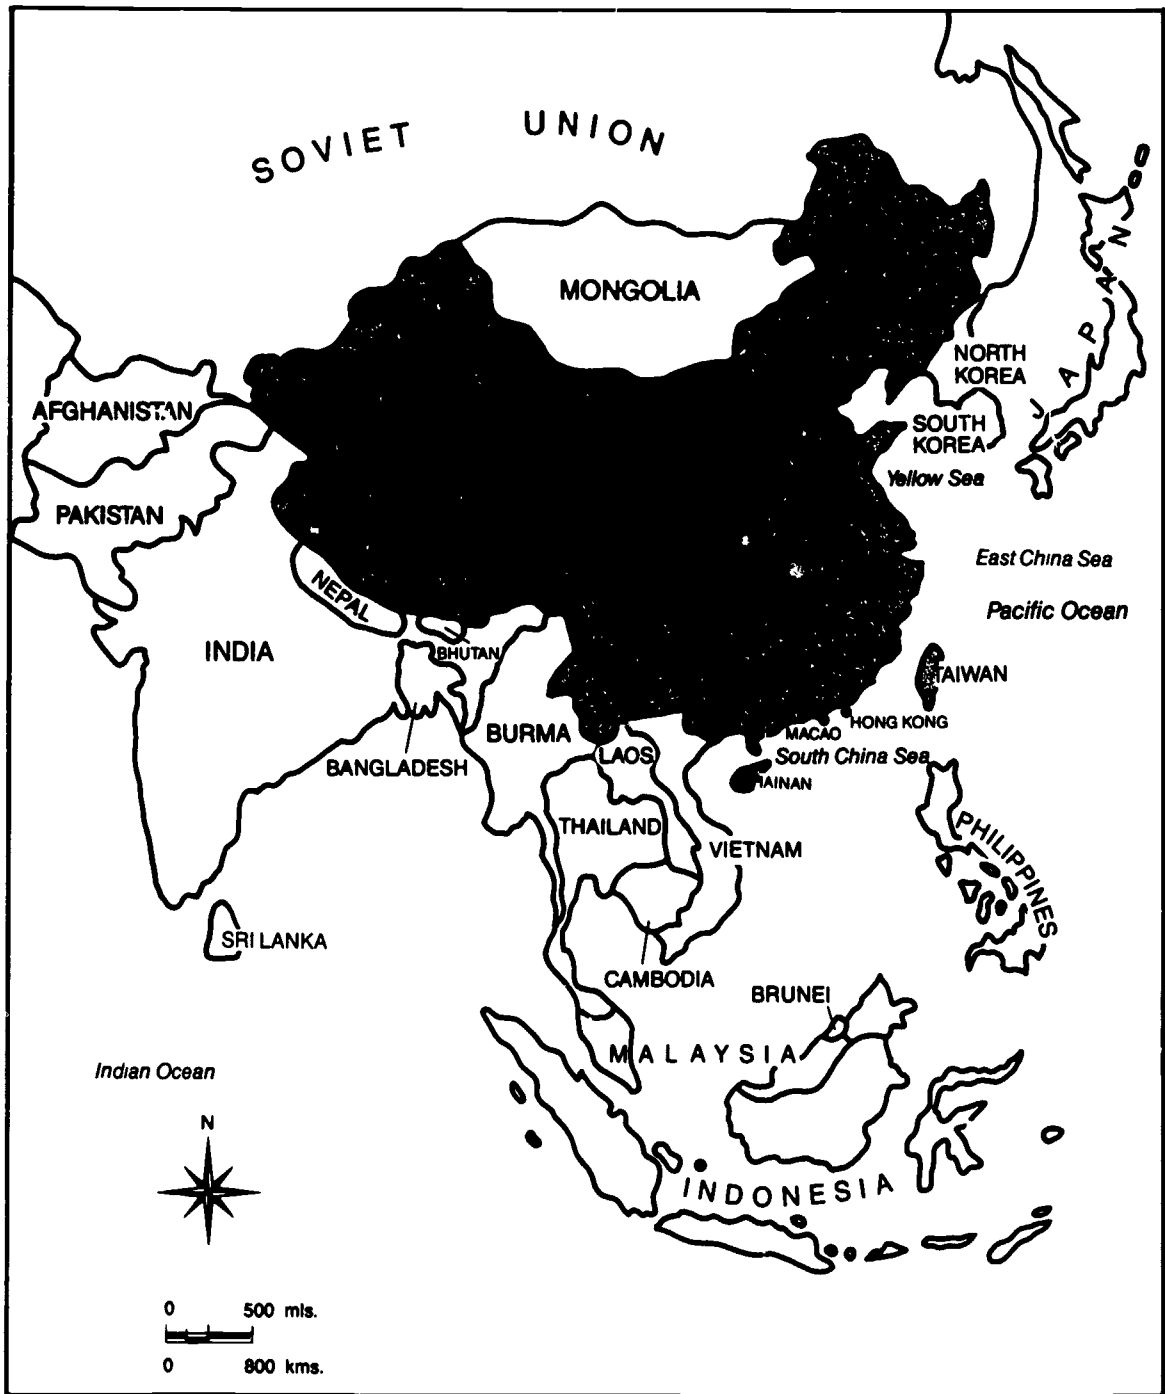 SOVIET UNION
MONGOLIA
NORTH
KOREA
JAPAN
AFGHANISTAN
SOUTH
KOREA
Yellow Sea
PAKISTAN
East China Sea
NEPAL
Pacific Ocean
INDIA
BHUTAN
TAIWAN
HONG KONG
MACAO
BURMA
LAOS
South China Sea
BANGLADESH
HAINAN
THAILAND
VIETNAM
PHILIPPINES
SRI LANKA
CAMBODIA
BRUNEI
MALAYSIA
Indian Ocean
N
INDONESIA
0 500 mls.
0 800 kms.